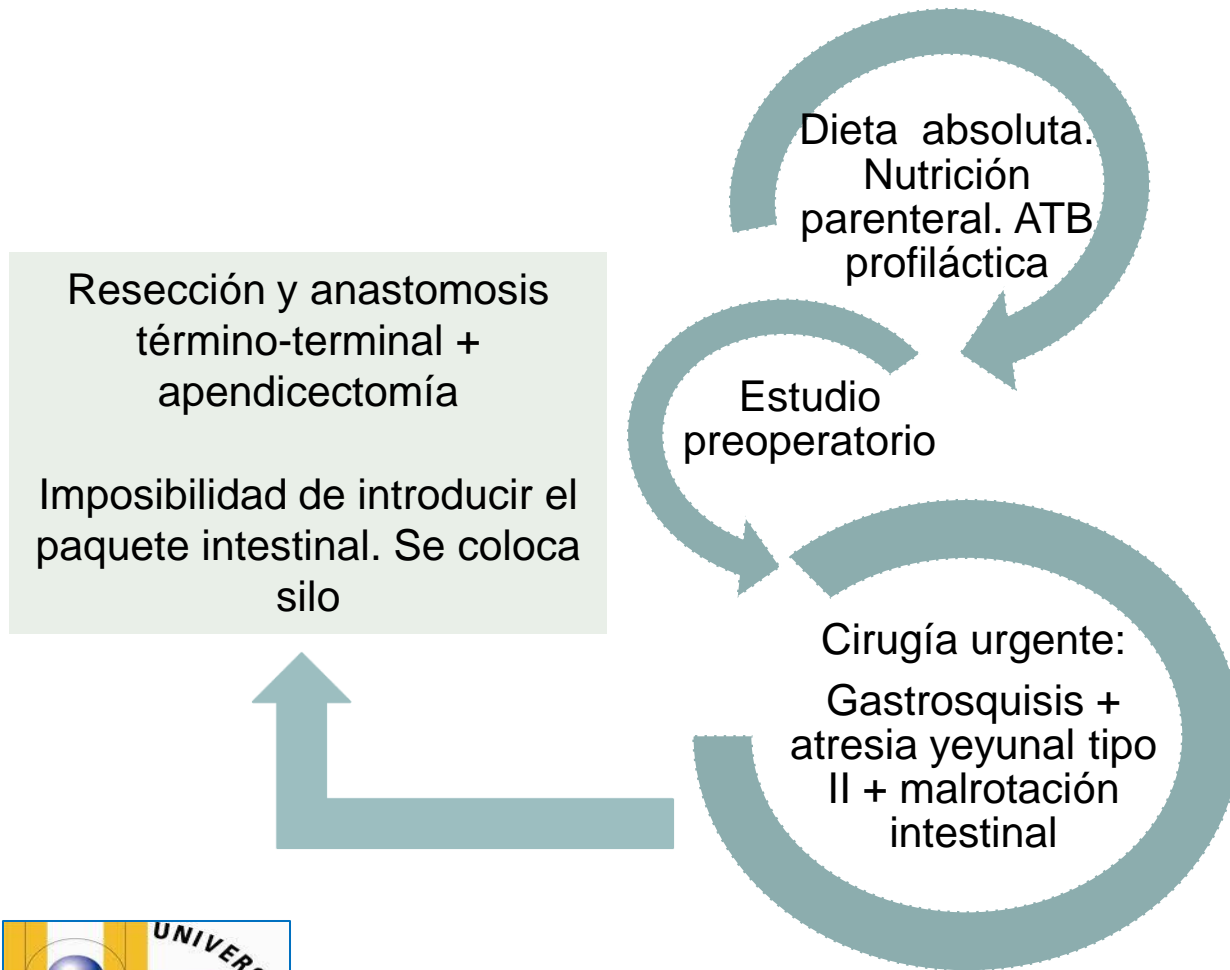 Dieta absoluta.
Nutrición
parenteral. ATB
profiláctica
Estudio
preoperatorio
Cirugía urgente:
Gastrosquisis +
atresia yeyunal tipo
II + malrotación
intestinal
Resección y anastomosis
término-terminal +
apendicectomía
Imposibilidad de introducir el
paquete intestinal. Se coloca
silo